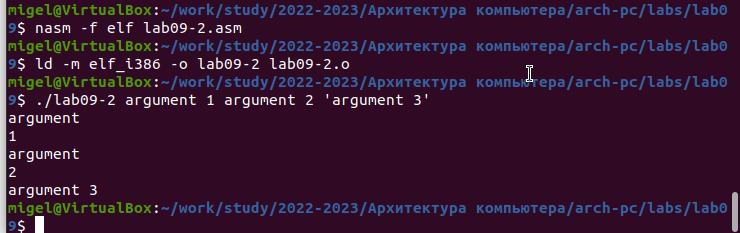 migel@VirtualBox:~/work/study/2022-2023/Архитектура компьютера/arch-pc/labs/lab0
9$ nasm -f elf lab09-2.asm
migel@VirtualBox:~/work/study/2022-2023/Архитектура компьютера/arch-pc/labs/lab0
9$ ld -m elf_i386 -o lab09-2 lab09-2.o
migel@VirtualBox:~/work/study/2022-2023/Архитектура компьютера/arch-pc/labs/lab0
9$ ./lab09-2 argument 1 argument 2 'argument 3'
argument
1
argument
2
argument 3
migel@VirtualBox:~/work/study/2022-2023/Архитектура компьютера/arch-pc/labs/lab0
9$